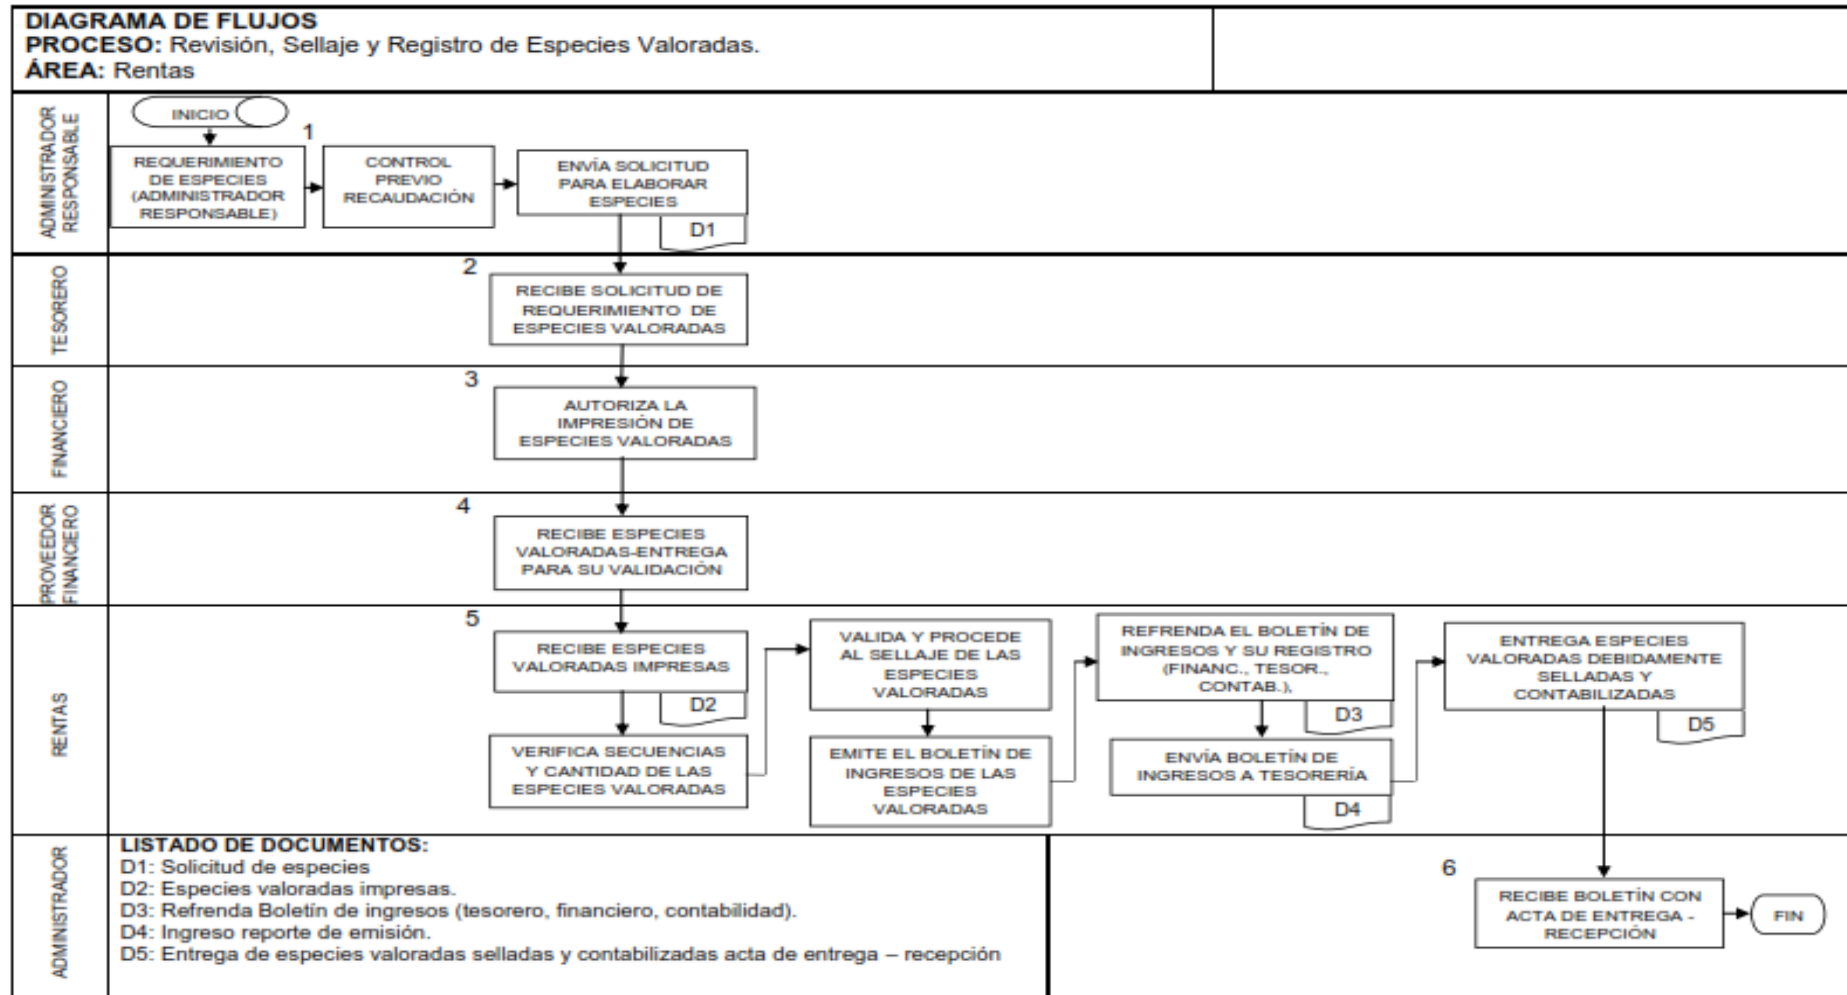 DIAGRAMA DE FLUJOS
PROCESO: Revisión, Sellaje y Registro de Especies Valoradas.
ÁREA: Rentas
ADMINISTRADOR
RESPONSABLE
INICIO
1
REQUERIMIENTO
DE ESPECIES
(ADMINISTRADOR
RESPONSABLE)
CONTROL
PREVIO
RECAUDACIÓN
ENVÍA SOLICITUD
PARA ELABORAR
ESPECIES
D1
TESORERO
2
RECIBE SOLICITUD DE
REQUERIMIENTO DE
ESPECIES VALORADAS
FINANCIERO
3
AUTORIZA LA
IMPRESIÓN DE
ESPECIES VALORADAS
PROVEEDOR
FINANCIERO
4
RECIBE ESPECIES
VALORADAS-ENTREGA
PARA SU VALIDACIÓN
RENTAS
5
RECIBE ESPECIES
VALORADAS IMPRESAS
D2
VERIFICA SECUENCIAS
Y CANTIDAD DE LAS
ESPECIES VALORADAS
VALIDA Y PROCEDE
AL SELLAJE DE LAS
ESPECIES
VALORADAS
EMITE EL BOLETÍN DE
INGRESOS DE LAS
ESPECIES
VALORADAS
REFRENDA EL BOLETÍN DE
INGRESOS Y SU REGISTRO
(FINANC., TESOR.,
CONTAB.),
D3
ENVÍA BOLETÍN DE
INGRESOS A TESORERÍA
D4
ENTREGA ESPECIES
VALORADAS DEBIDAMENTE
SELLADAS Y
CONTABILIZADAS
D5
ADMINISTRADOR
LISTADO DE DOCUMENTOS:
D1: Solicitud de especies
D2: Especies valoradas impresas.
D3: Refrenda Boletín de ingresos (tesorero, financiero, contabilidad).
D4: Ingreso reporte de emisión.
D5: Entrega de especies valoradas selladas y contabilizadas acta de entrega – recepción
6
RECIBE BOLETÍN CON
ACTA DE ENTREGA -
RECEPCIÓN
FIN